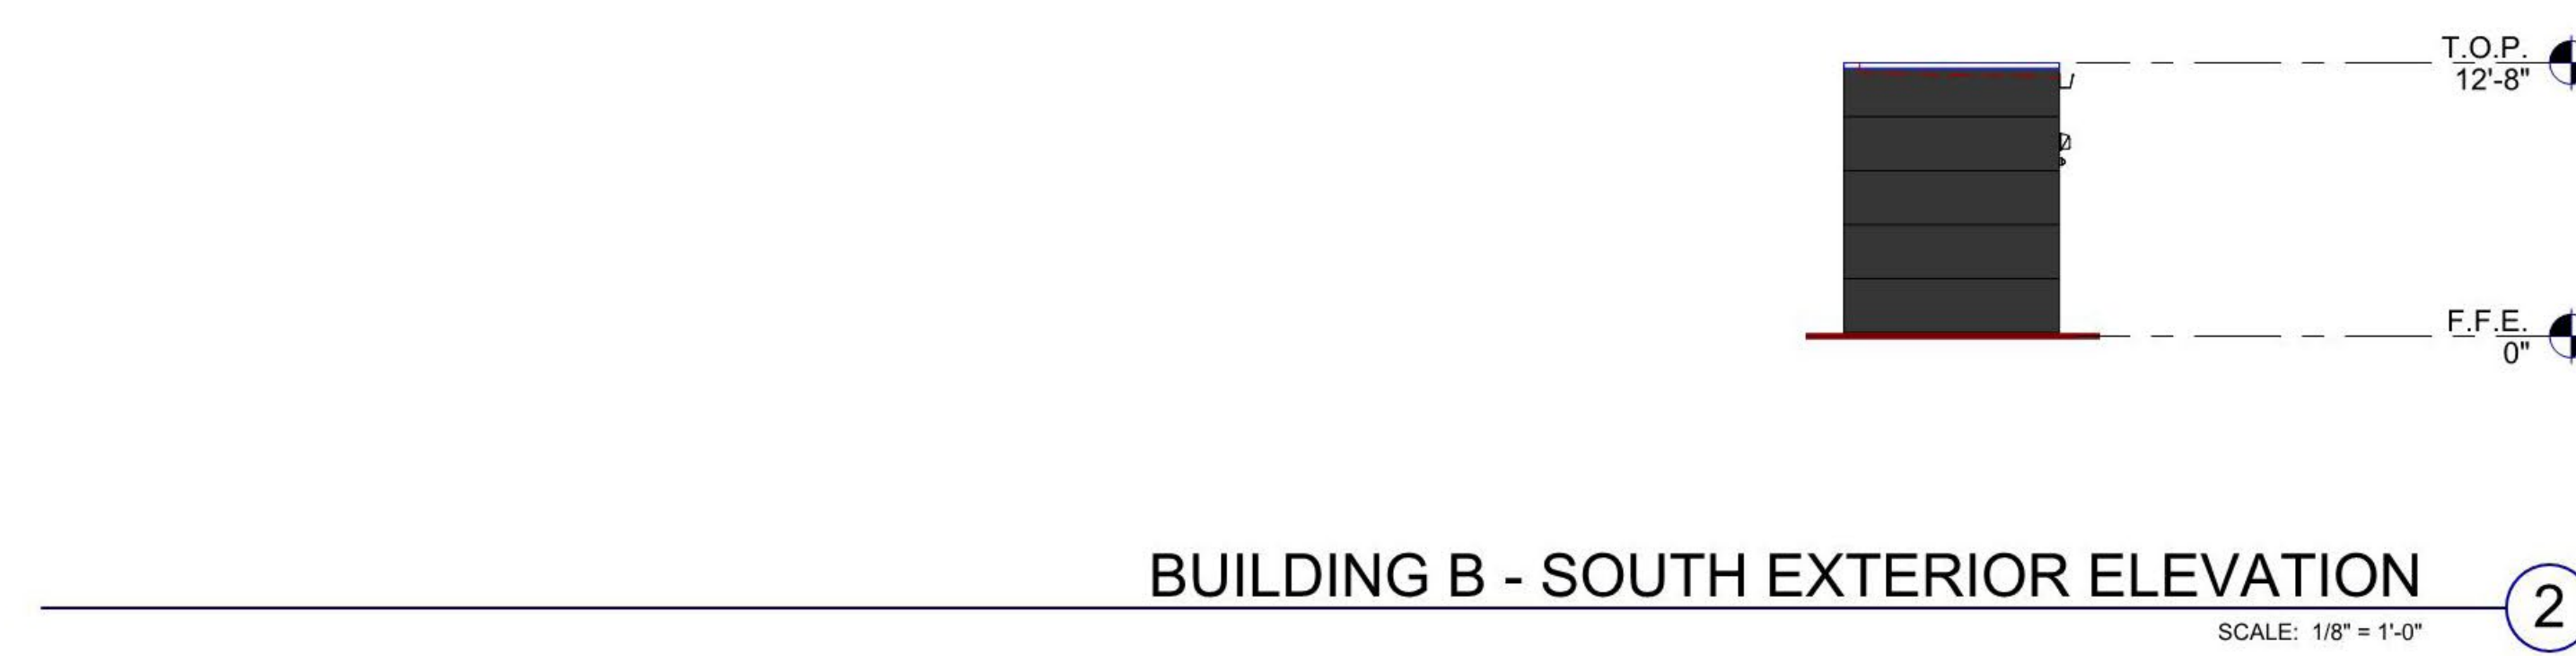 T.O.P.
12'-8"
F.F.E.
0"
BUILDING B - SOUTH EXTERIOR ELEVATION
2
SCALE: 1/8" = 1'-0"